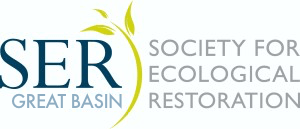 SER
GREAT BASIN
SOCIETY FOR
ECOLOGICAL
RESTORATION